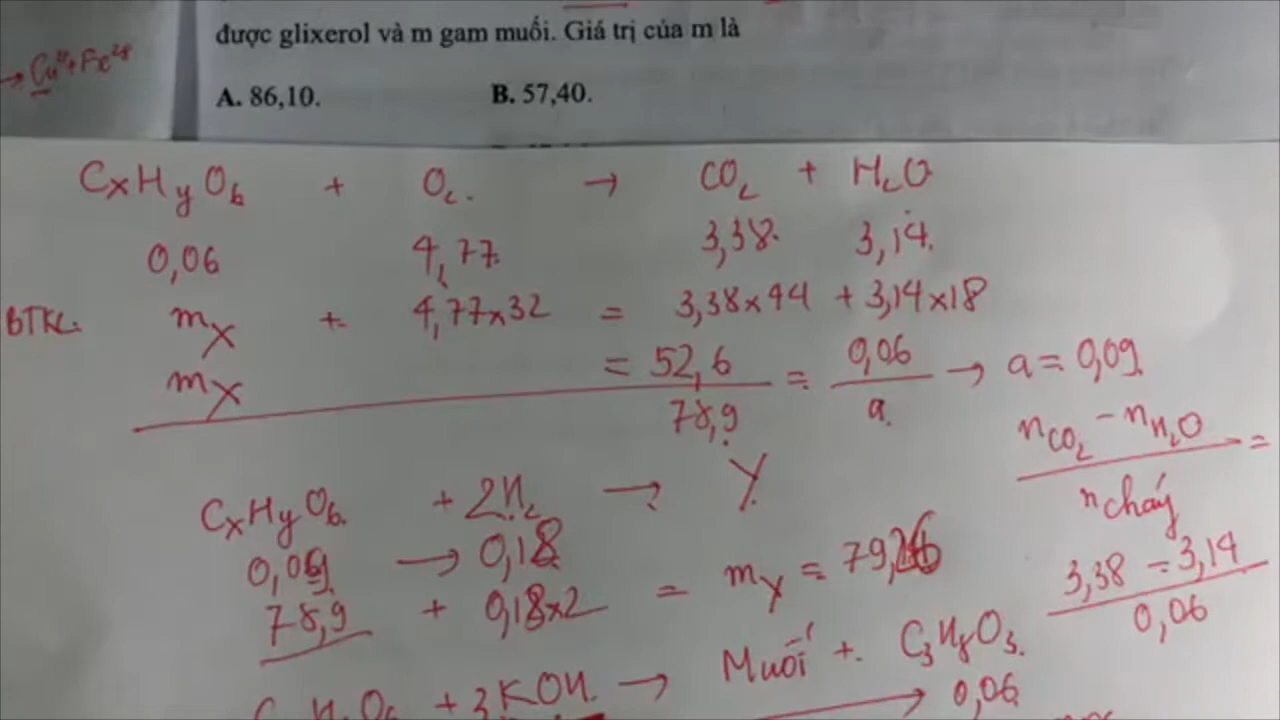 được glixerol và m gam muối. Giá trị của m là
→ Cu²⁺ + Fe²⁺
A. 86,10. B. 57,40.
CxHyO6 + O2. → CO2 + H2O
0,06 4,77. 3,38. 3,14.
BTKL. mX + 4,77x32 = 3,38x44 + 3,14x18
mX = 52,6 = 0,06 → a = 0,09.
78,9 a.
nCO2 - nH2O =
n cháy
CxHyO6. + 2H2 → Y.
0,09 → 0,18
3,38 - 3,14
78,9 + 0,18x2 = mY =
0,06
+ 3KOH. → Muối + C3H8O3.
→ 0,06